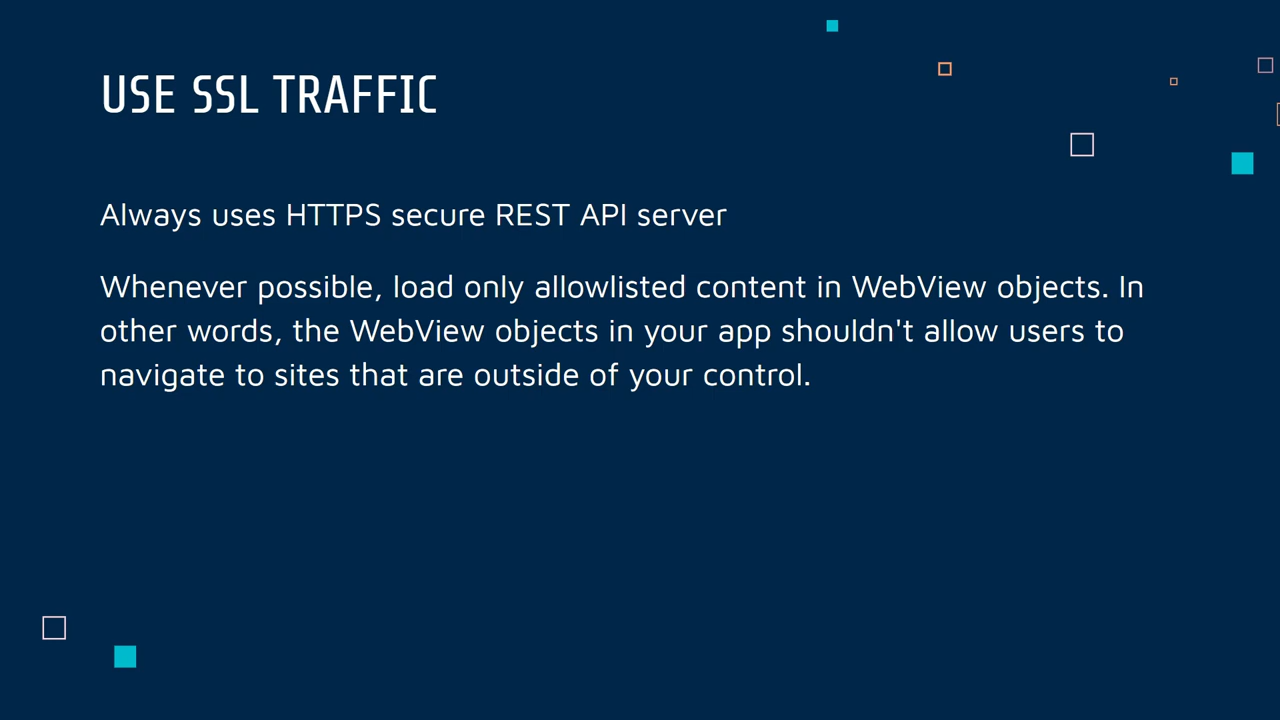 USE SSL TRAFFIC
Always uses HTTPS secure REST API server
Whenever possible, load only allowlisted content in WebView objects. In
other words, the WebView objects in your app shouldn't allow users to
navigate to sites that are outside of your control.